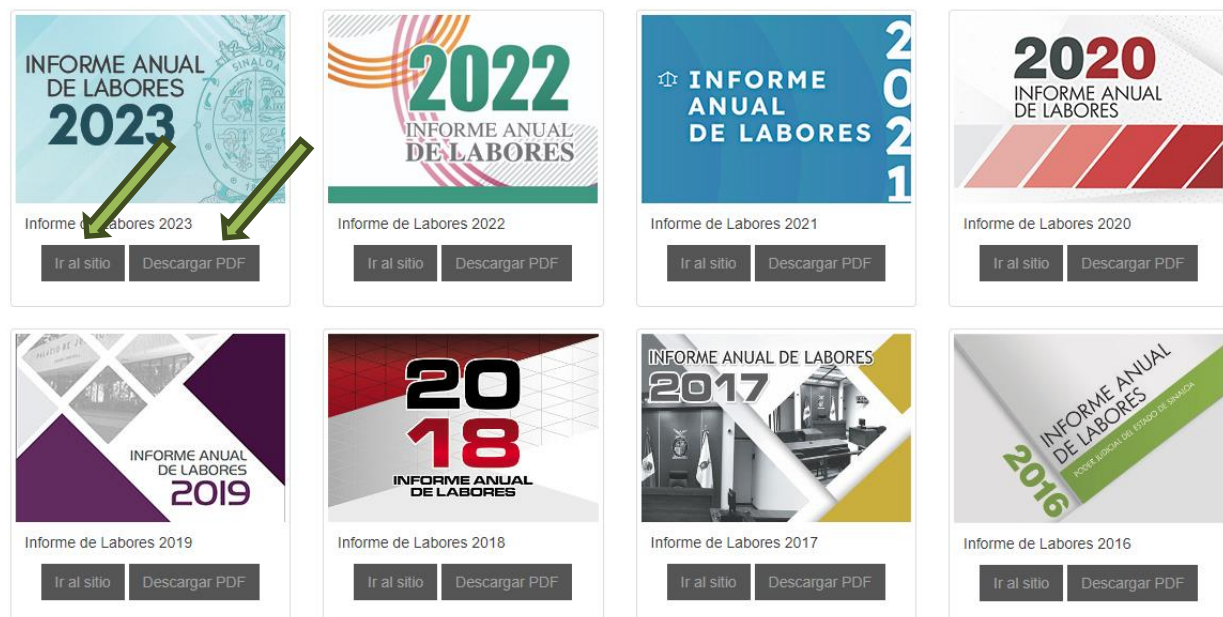 INFORME ANUAL
DE LABORES
2023
SINALOA
Informe de Labores 2023
Ir al sitio Descargar PDF
2022
INFORME ANUAL
DE LABORES
Informe de Labores 2022
Ir al sitio Descargar PDF
INFORME
ANUAL
DE LABORES
2021
Informe de Labores 2021
Ir al sitio Descargar PDF
2020
INFORME ANUAL
DE LABORES
Informe de Labores 2020
Ir al sitio Descargar PDF
PALACIO DE
INFORME ANUAL
DE LABORES
2019
Informe de Labores 2019
Ir al sitio Descargar PDF
20
18
INFORME ANUAL
DE LABORES
Informe de Labores 2018
Ir al sitio Descargar PDF
INFORME ANUAL DE LABORES
2017
Informe de Labores 2017
Ir al sitio Descargar PDF
INFORME ANUAL
DE LABORES
PODER JUDICIAL DEL ESTADO DE SINALOA
2016
Informe de Labores 2016
Ir al sitio Descargar PDF